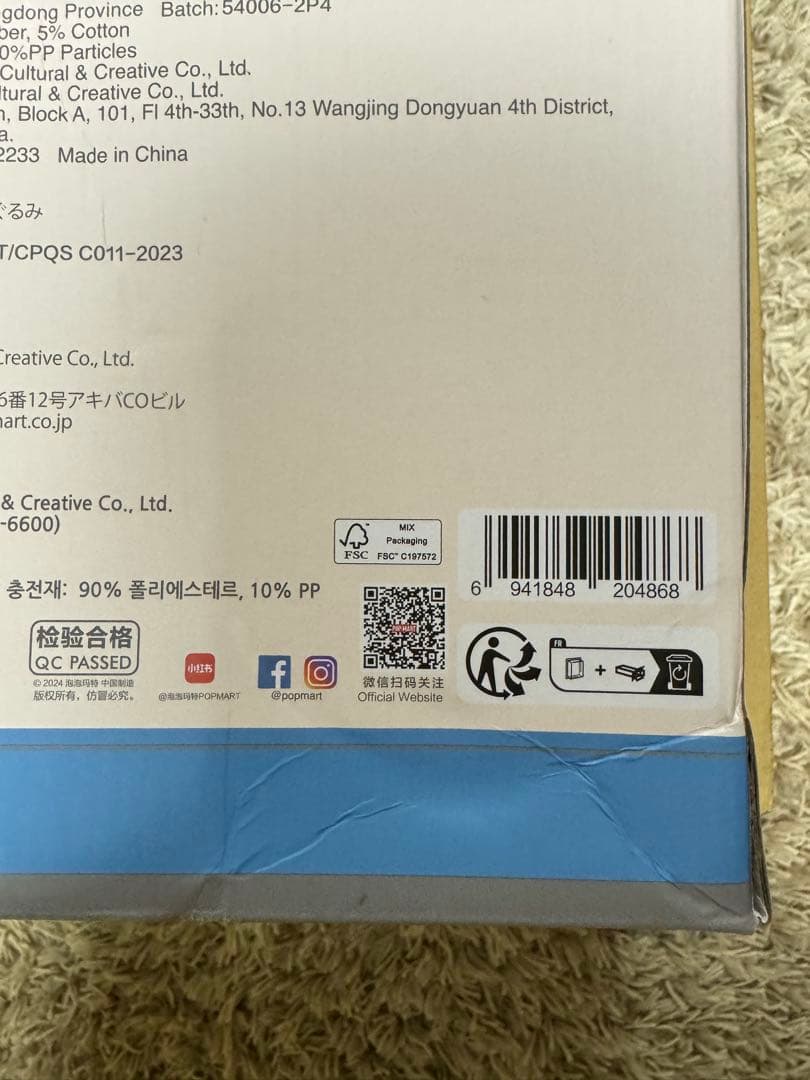 gdong Province Batch: 54006-2P4
ber, 5% Cotton
0%PP Particles
Cultural & Creative Co., Ltd.
ltural & Creative Co., Ltd.
, Block A, 101, Fl 4th-33th, No.13 Wangjing Dongyuan 4th District,
a.
2233 Made in China
ぐるみ
T/CPQS C011-2023
Creative Co., Ltd.
6番12号アキバCOビル
mart.co.jp
& Creative Co., Ltd.
-6600)
MIX
Packaging
FSC FSC™ C197572
충전재: 90% 폴리에스테르, 10% PP
6 941848 204868
检验合格
QC PASSED
©2024 泡泡玛特 中国制造
版权所有，仿冒必究。
小红书
@泡泡玛特POPMART
@popmart
POP MART
微信扫码关注
Official Website
FR
+